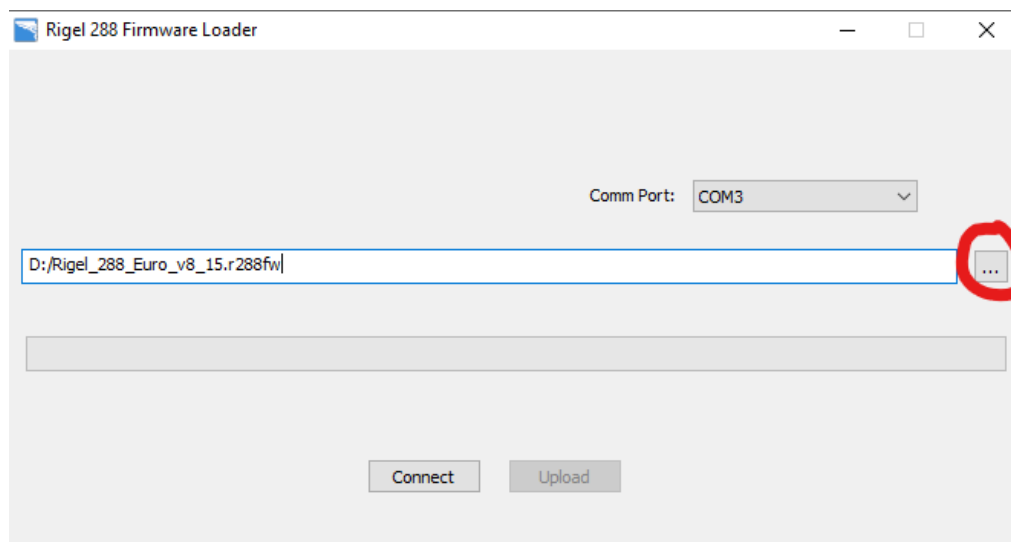 Rigel 288 Firmware Loader
Comm Port: COM3
D:/Rigel_288_Euro_v8_15.r288fw
...
Connect Upload